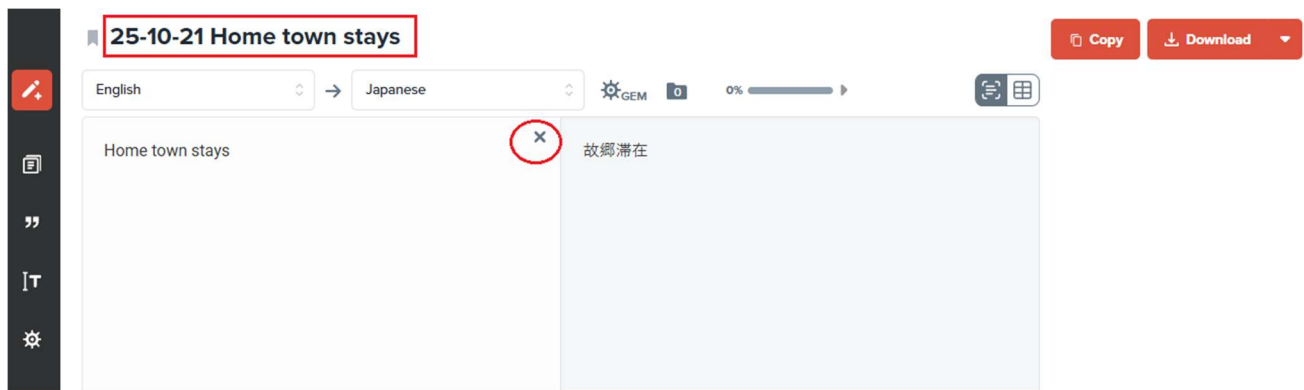 25-10-21 Home town stays
Copy
Download
English
Japanese
GEM
0
0%
Home town stays
故郷滞在